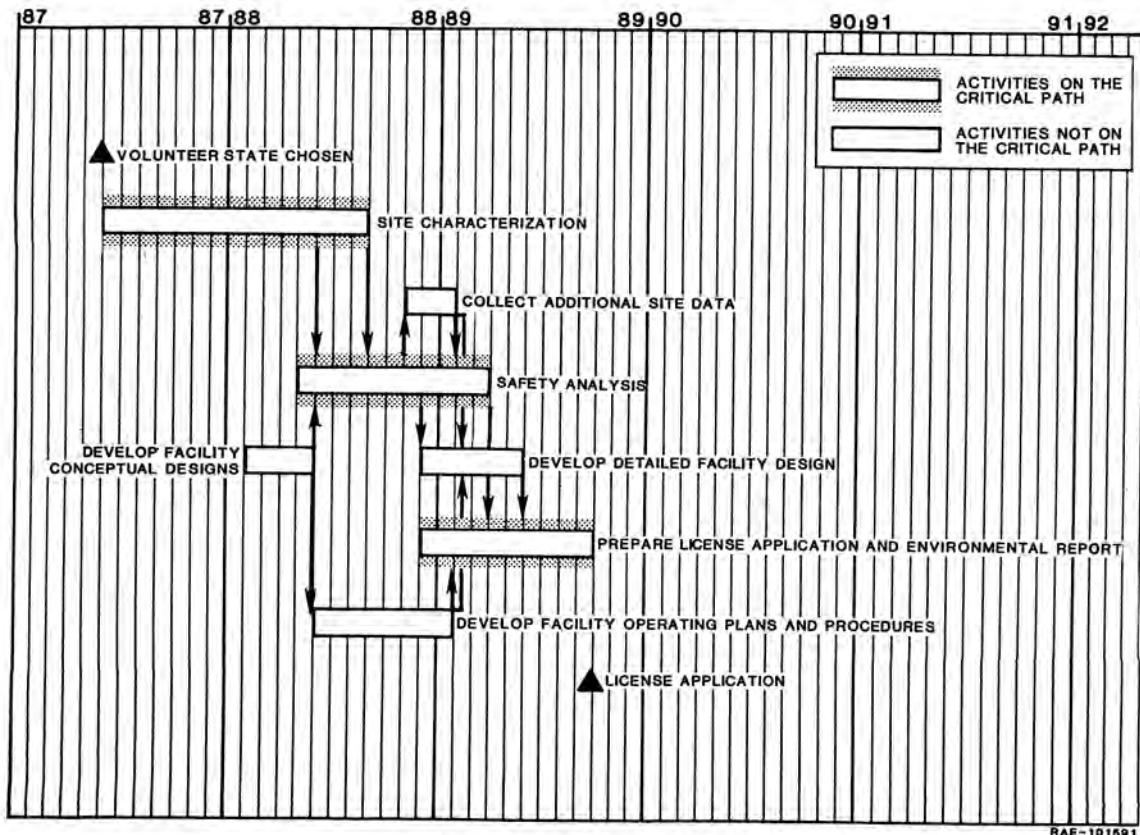 87 87 88 88 89 89 90 90 91 91 92
ACTIVITIES ON THE
CRITICAL PATH
ACTIVITIES NOT ON
THE CRITICAL PATH
VOLUNTEER STATE CHOSEN
SITE CHARACTERIZATION
COLLECT ADDITIONAL SITE DATA
SAFETY ANALYSIS
DEVELOP FACILITY
CONCEPTUAL DESIGNS
DEVELOP DETAILED FACILITY DESIGN
PREPARE LICENSE APPLICATION AND ENVIRONMENTAL REPORT
DEVELOP FACILITY OPERATING PLANS AND PROCEDURES
LICENSE APPLICATION